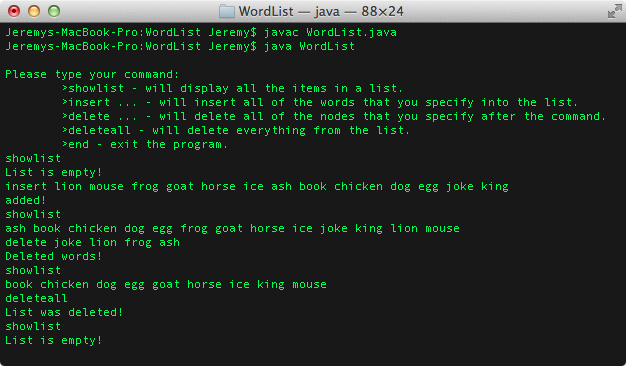 WordList — java — 88×24
Jeremys-MacBook-Pro:WordList Jeremy$ javac WordList.java
Jeremys-MacBook-Pro:WordList Jeremy$ java WordList
Please type your command:
>showlist - will display all the items in a list.
>insert ... - will insert all of the words that you specify into the list.
>delete ... - will delete all of the nodes that you specify after the command.
>deleteall - will delete everything from the list.
>end - exit the program.
showlist
List is empty!
insert lion mouse frog goat horse ice ash book chicken dog egg joke king
added!
showlist
ash book chicken dog egg frog goat horse ice joke king lion mouse
delete joke lion frog ash
Deleted words!
showlist
book chicken dog egg goat horse ice king mouse
deleteall
List was deleted!
showlist
List is empty!